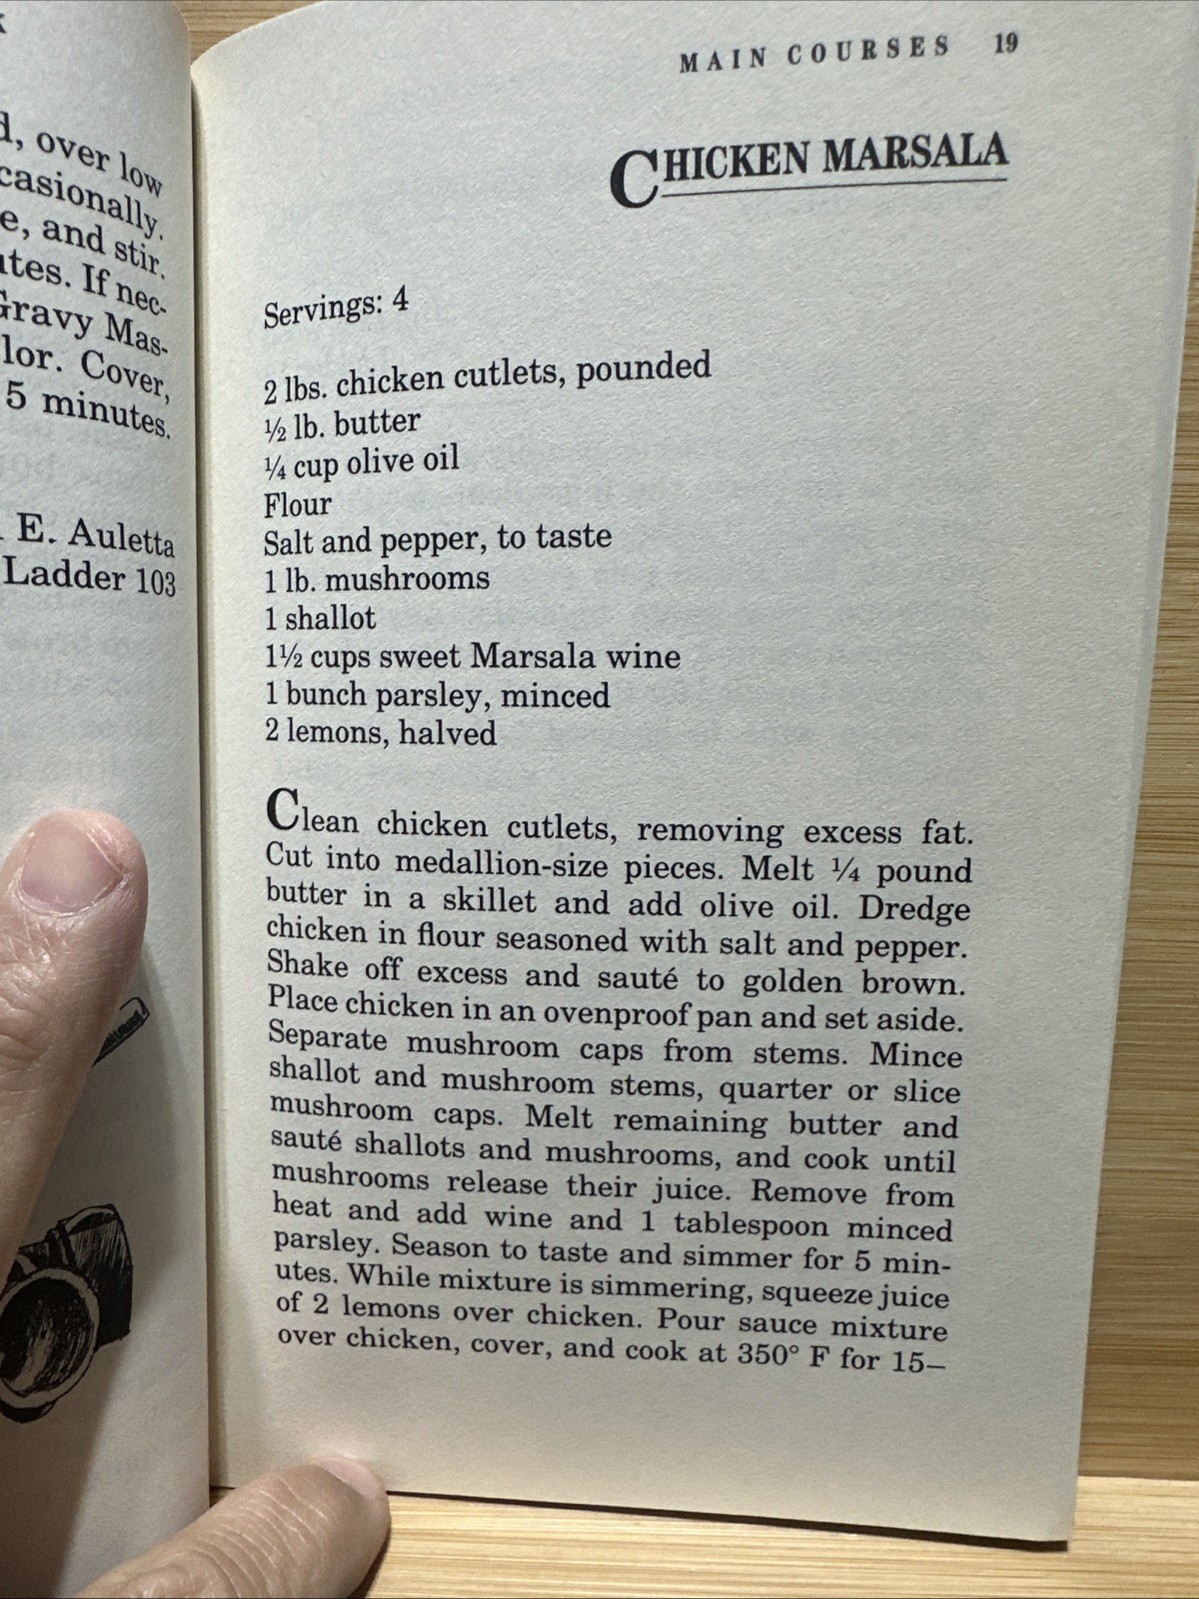 d, over low
casionally.
e, and stir.
utes. If nec-
Gravy Mas-
lor. Cover,
5 minutes.
E. Auletta
Ladder 103
MAIN COURSES 19
CHICKEN MARSALA
Servings: 4
2 lbs. chicken cutlets, pounded
½ lb. butter
¼ cup olive oil
Flour
Salt and pepper, to taste
1 lb. mushrooms
1 shallot
1½ cups sweet Marsala wine
1 bunch parsley, minced
2 lemons, halved
Clean chicken cutlets, removing excess fat.
Cut into medallion-size pieces. Melt ¼ pound
butter in a skillet and add olive oil. Dredge
chicken in flour seasoned with salt and pepper.
Shake off excess and sauté to golden brown.
Place chicken in an ovenproof pan and set aside.
Separate mushroom caps from stems. Mince
shallot and mushroom stems, quarter or slice
mushroom caps. Melt remaining butter and
sauté shallots and mushrooms, and cook until
mushrooms release their juice. Remove from
heat and add wine and 1 tablespoon minced
parsley. Season to taste and simmer for 5 min-
utes. While mixture is simmering, squeeze juice
of 2 lemons over chicken. Pour sauce mixture
over chicken, cover, and cook at 350° F for 15–